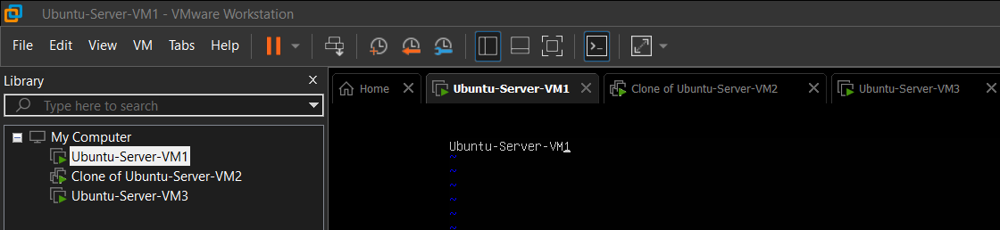 Ubuntu-Server-VM1 - VMware Workstation
File Edit View VM Tabs Help
Library
Type here to search
My Computer
Ubuntu-Server-VM1
Clone of Ubuntu-Server-VM2
Ubuntu-Server-VM3
Home Ubuntu-Server-VM1 Clone of Ubuntu-Server-VM2 Ubuntu-Server-VM3
Ubuntu-Server-VM1
~
~
~
~
~